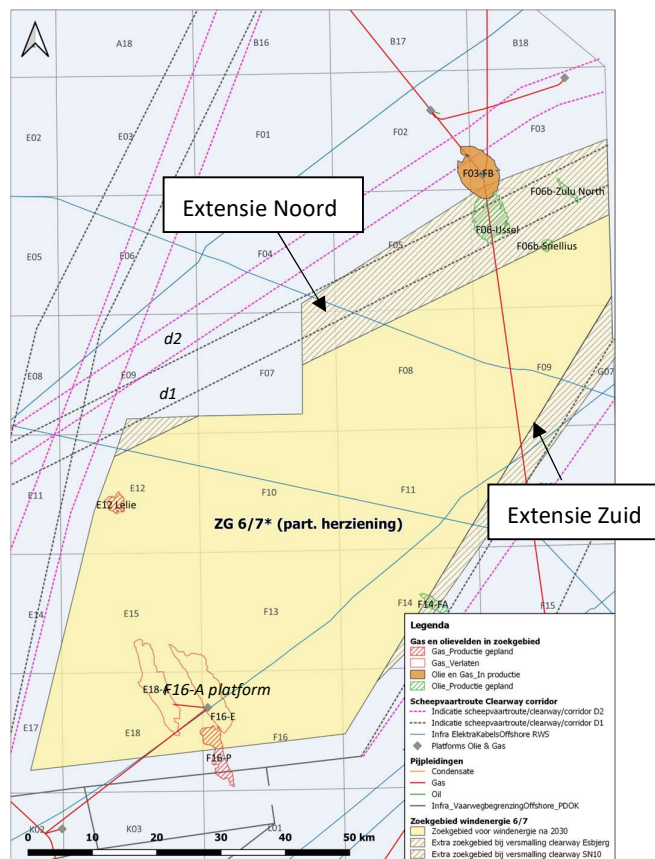 A18
B16
B17
B18
E02
E03
F01
F02
F03
F03-FB
Extensie Noord
F06b-Zulu North
F06-IJssel
F06b-Snellius
E05
E06
F04
F05
d2
E08
E09
F07
F08
F09
G07
d1
E11
E12
E12 Lelie
F10
F11
ZG 6/7* (part. herziening)
Extensie Zuid
E14
E15
F13
F14
F14-FA
F15
F16-A platform
F16-E
E17
E18
F16
F16-P
K02
K03
L01
0 10 20 30 40 50 km
Legenda
Gas en olievelden in zoekgebied
Gas_Productie gepland
Gas_Verlaten
Olie en Gas_In productie
Olie_Productie gepland
Scheepvaartroute Clearway corridor
Indicatie scheepvaartroute/clearway/corridor D2
Indicatie scheepvaartroute/clearway/corridor D1
Infra ElektraKabelsOffshore RWS
Platforms Olie & Gas
Pijpleidingen
Condensate
Gas
Oil
Infra_VaarwegbegrenzingOffshore_PDOK
Zoekgebied windenergie 6/7
Zoekgebied voor windenergie na 2030
Extra zoekgebied bij versmalling clearway Esbjerg
Extra zoekgebied bij versmalling clearway SN10